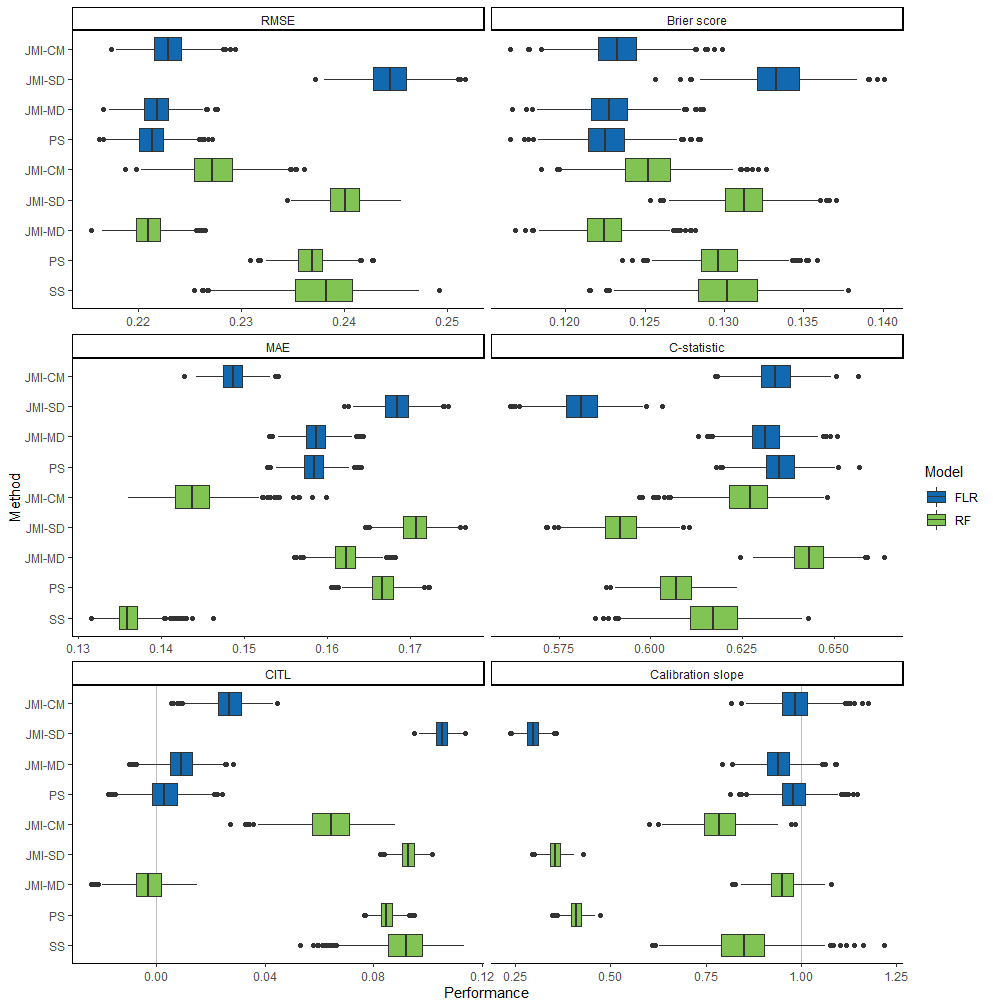 RMSE
Brier score
JMI-CM
JMI-SD
JMI-MD
PS
JMI-CM
JMI-SD
JMI-MD
PS
SS
0.22 0.23 0.24 0.25
0.120 0.125 0.130 0.135 0.140
MAE
C-statistic
JMI-CM
JMI-SD
JMI-MD
PS
JMI-CM
JMI-SD
JMI-MD
PS
SS
0.13 0.14 0.15 0.16 0.17
0.575 0.600 0.625 0.650
CITL
Calibration slope
JMI-CM
JMI-SD
JMI-MD
PS
JMI-CM
JMI-SD
JMI-MD
PS
SS
0.00 0.04 0.08 0.12
0.25 0.50 0.75 1.00 1.25
Method
Performance
Model
FLR
RF